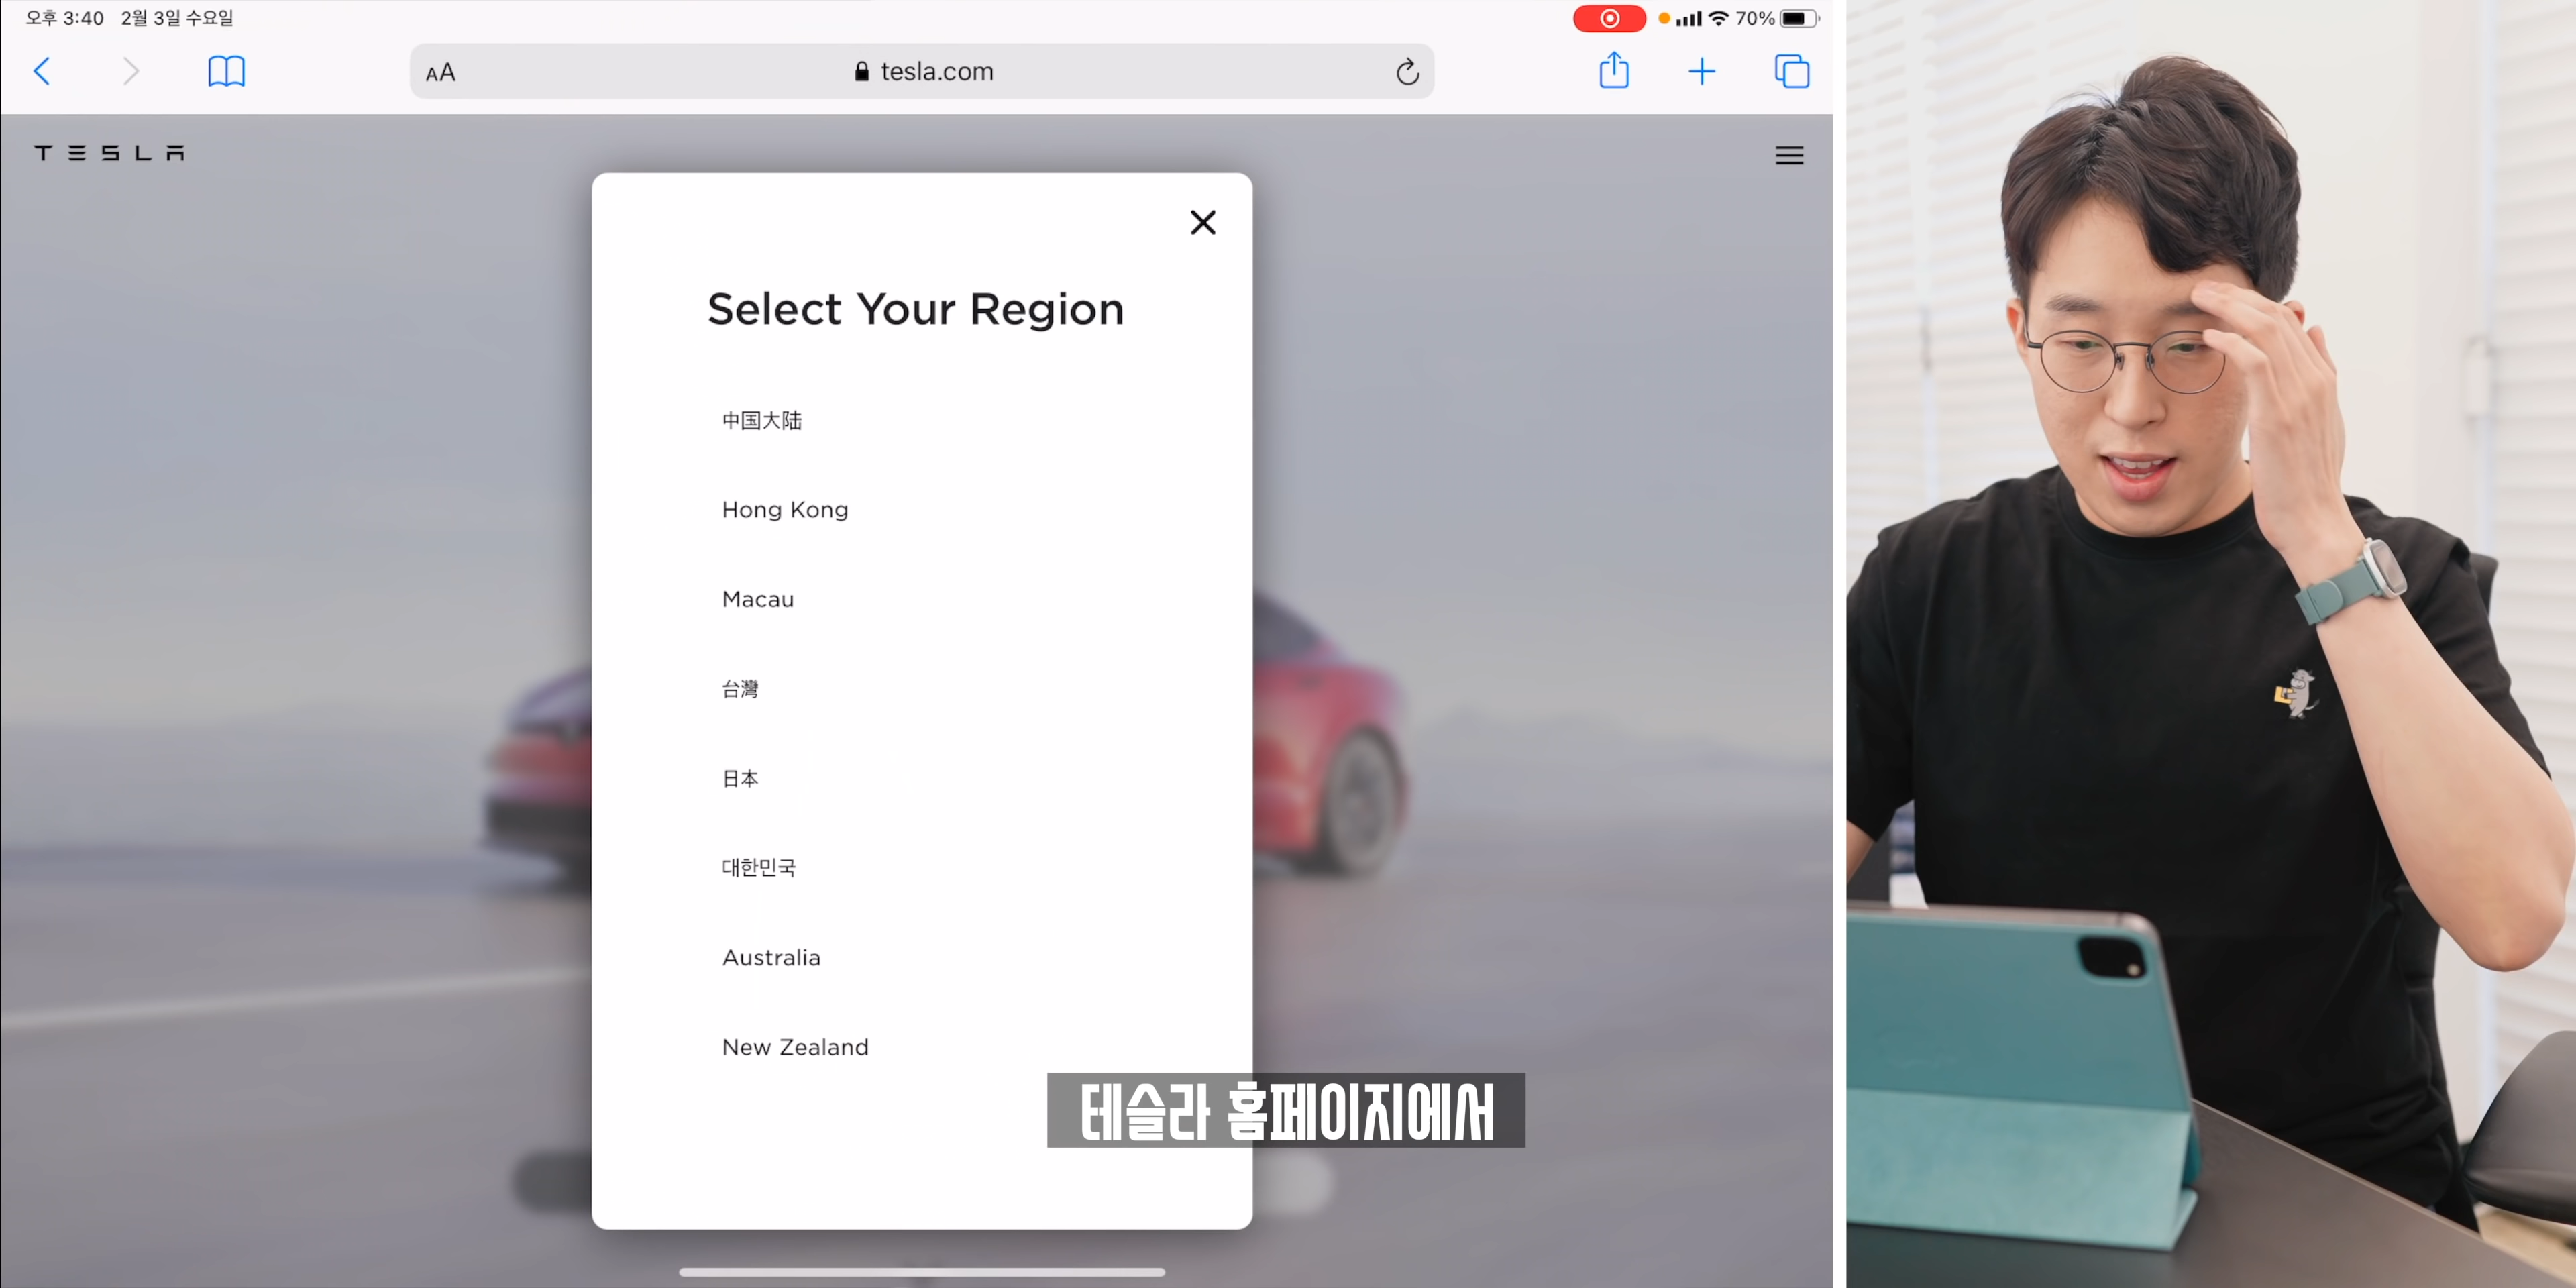 오후 3:40 2월 3일 수요일
70%
AA
tesla.com
TESLA
Select Your Region
中国大陆
Hong Kong
Macau
台灣
日本
대한민국
Australia
New Zealand
테슬라 홈페이지에서